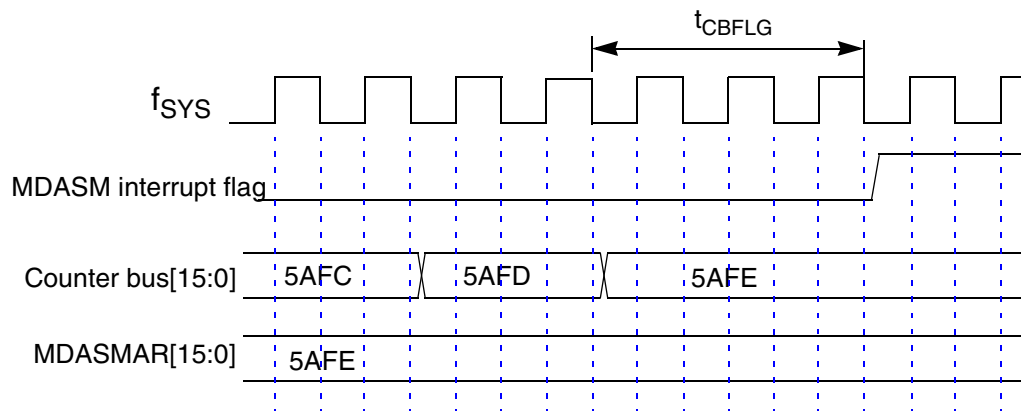 tCBFLG
fSYS
MDASM interrupt flag
Counter bus[15:0] 5AFC 5AFD 5AFE
MDASMAR[15:0]
5AFE